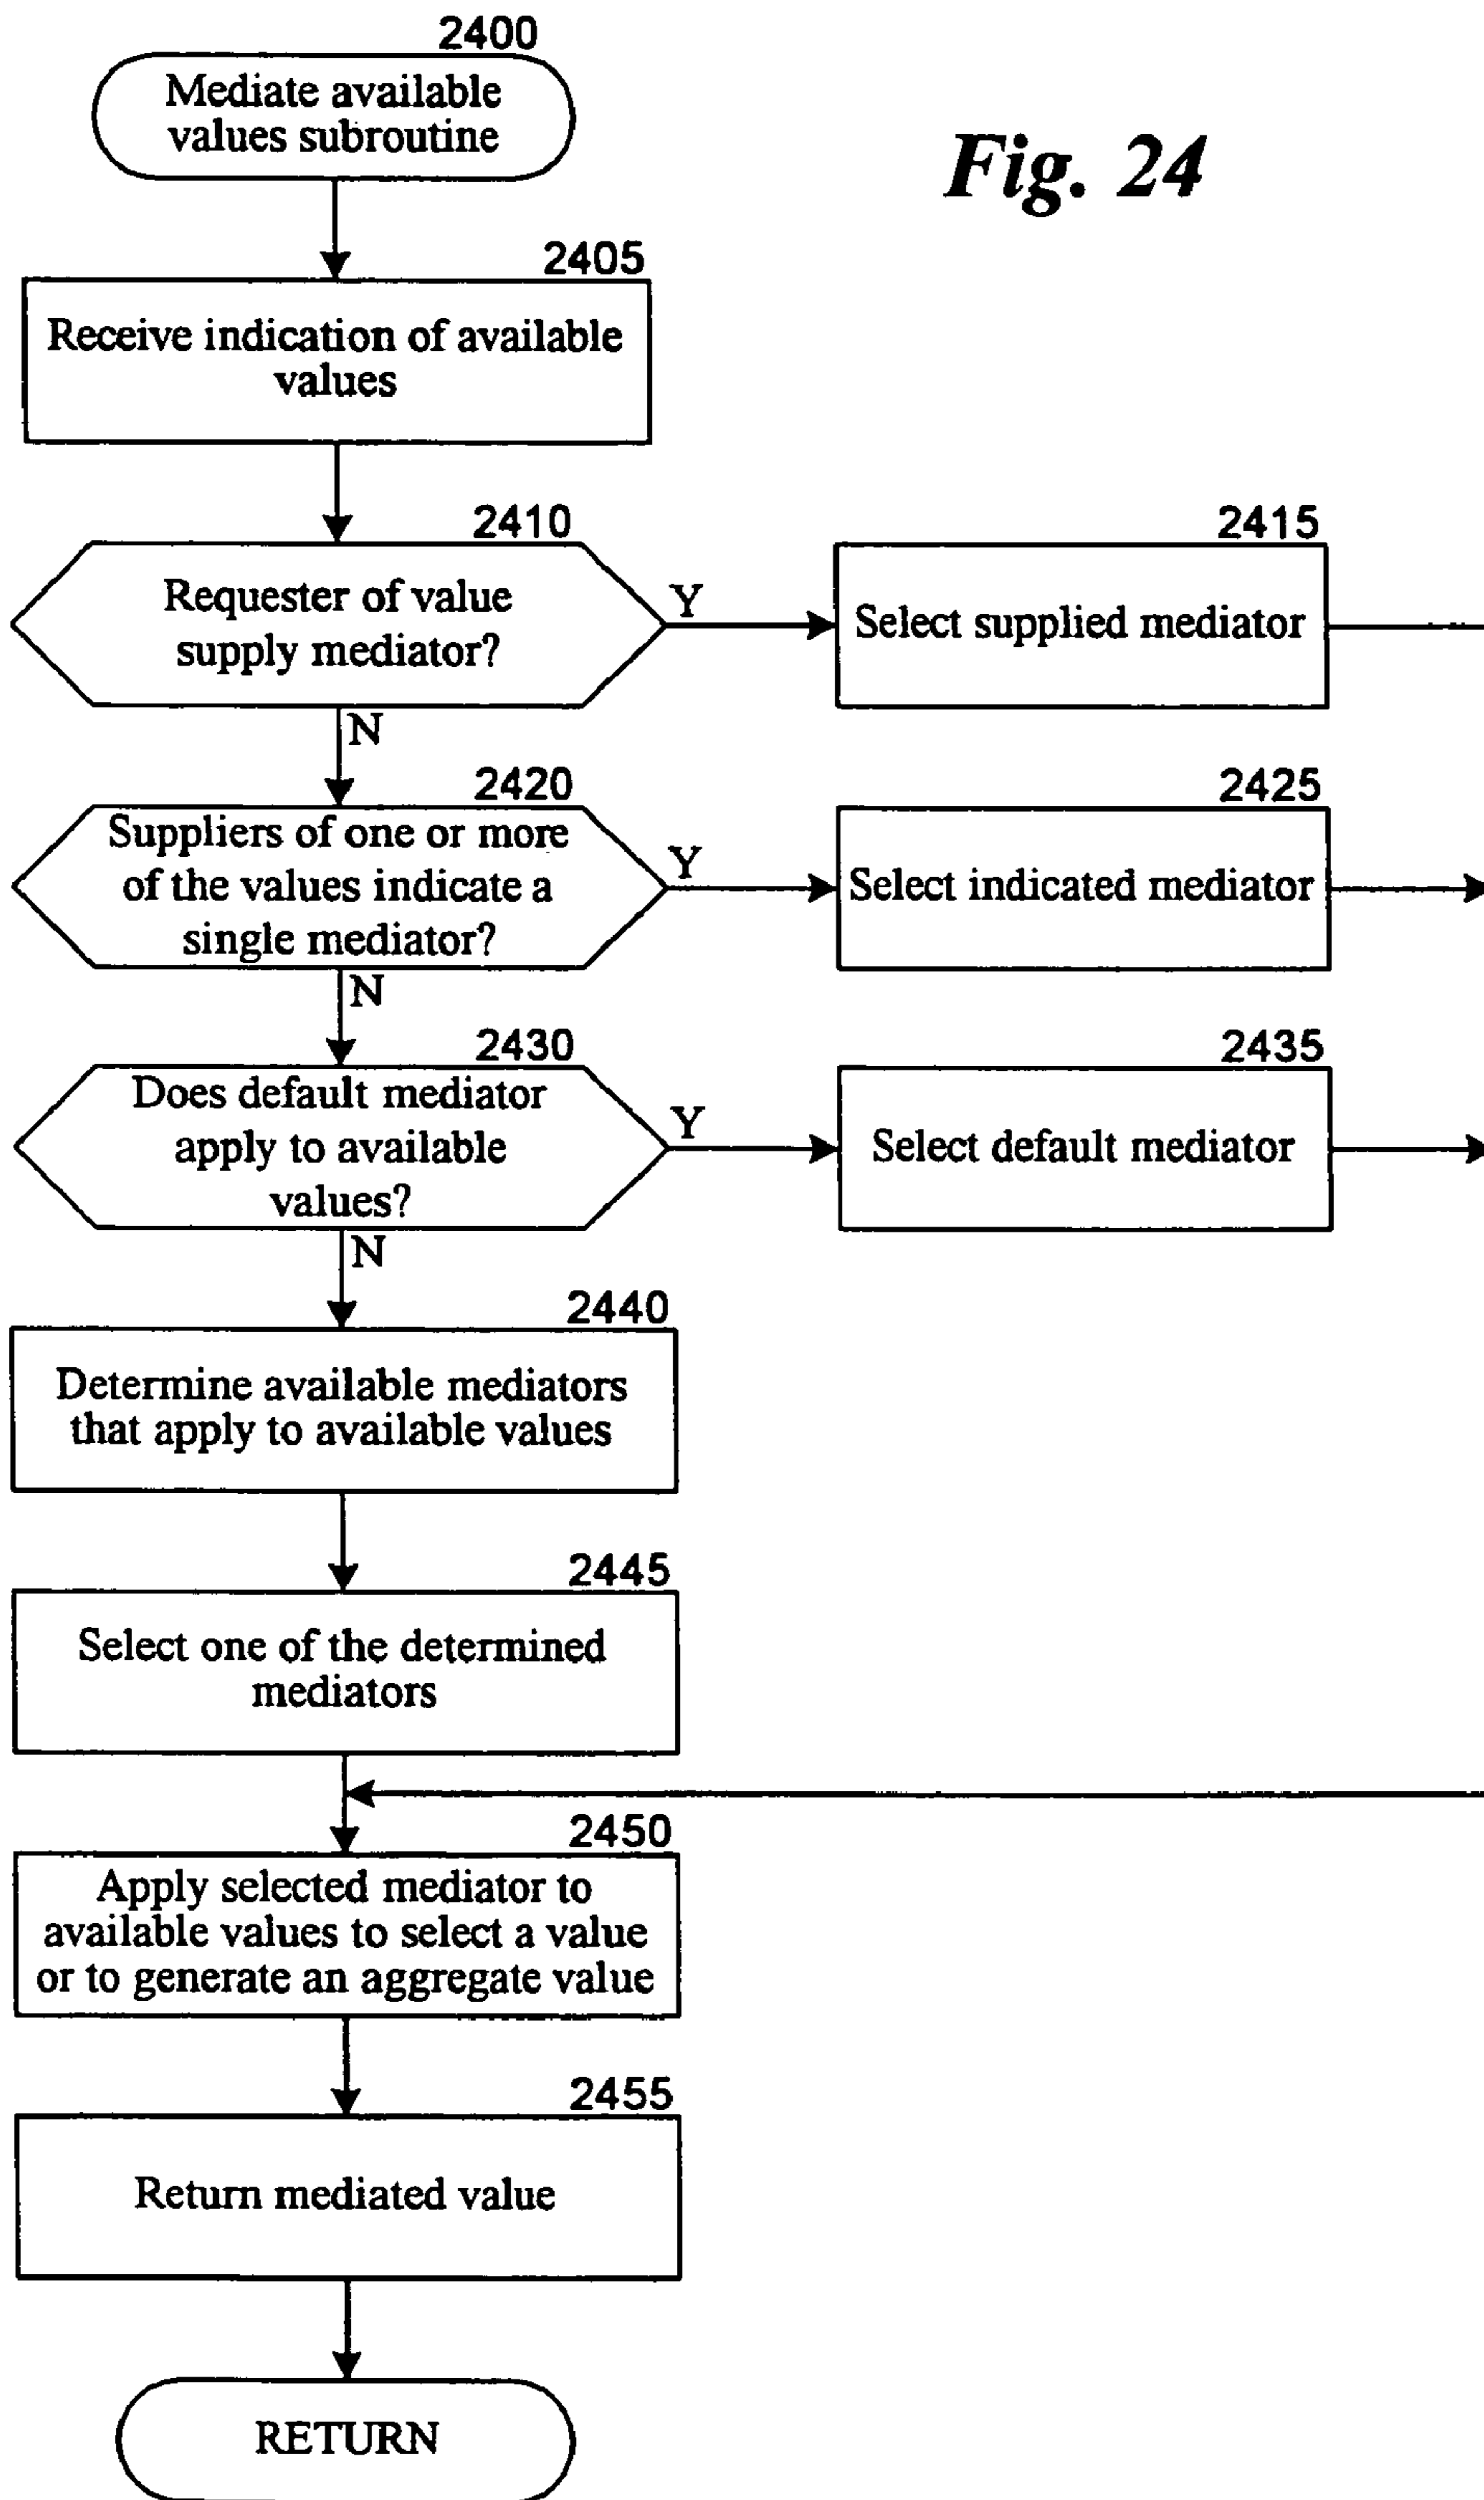 2400
Mediate available
values subroutine
Fig. 24
2405
Receive indication of available
values
2410
Requester of value
supply mediator?
Y
2415
Select supplied mediator
N
2420
Suppliers of one or more
of the values indicate a
single mediator?
Y
2425
Select indicated mediator
N
2430
Does default mediator
apply to available
values?
Y
2435
Select default mediator
N
2440
Determine available mediators
that apply to available values
2445
Select one of the determined
mediators
2450
Apply selected mediator to
available values to select a value
or to generate an aggregate value
2455
Return mediated value
RETURN